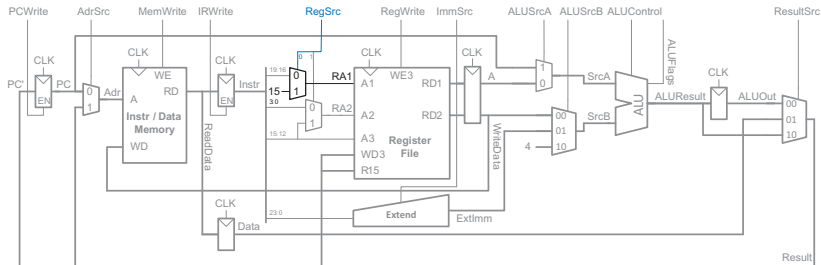 PCWrite AdrSrc MemWrite IRWrite RegSrc RegWrite ImmSrc ALUSrcA ALUSrcB ALUControl ResultSrc
CLK CLK CLK 0 1 CLK CLK ALUFlags CLK
PC' PC EN
0 1 Adr
WE RD A
Instr / Data Memory
WD
ReadData
EN Instr
19:16 0 RA1
15 1
3:0 0 RA2
1
15:12
A1 WE3 RD1 A
A2 RD2
A3 Register File
WD3
R15
WriteData
1 0 SrcA
00 01 10 SrcB
4
ALU
ALUResult ALUOut
00 01 10
23:0 Extend ExtImm
CLK
Data
Result